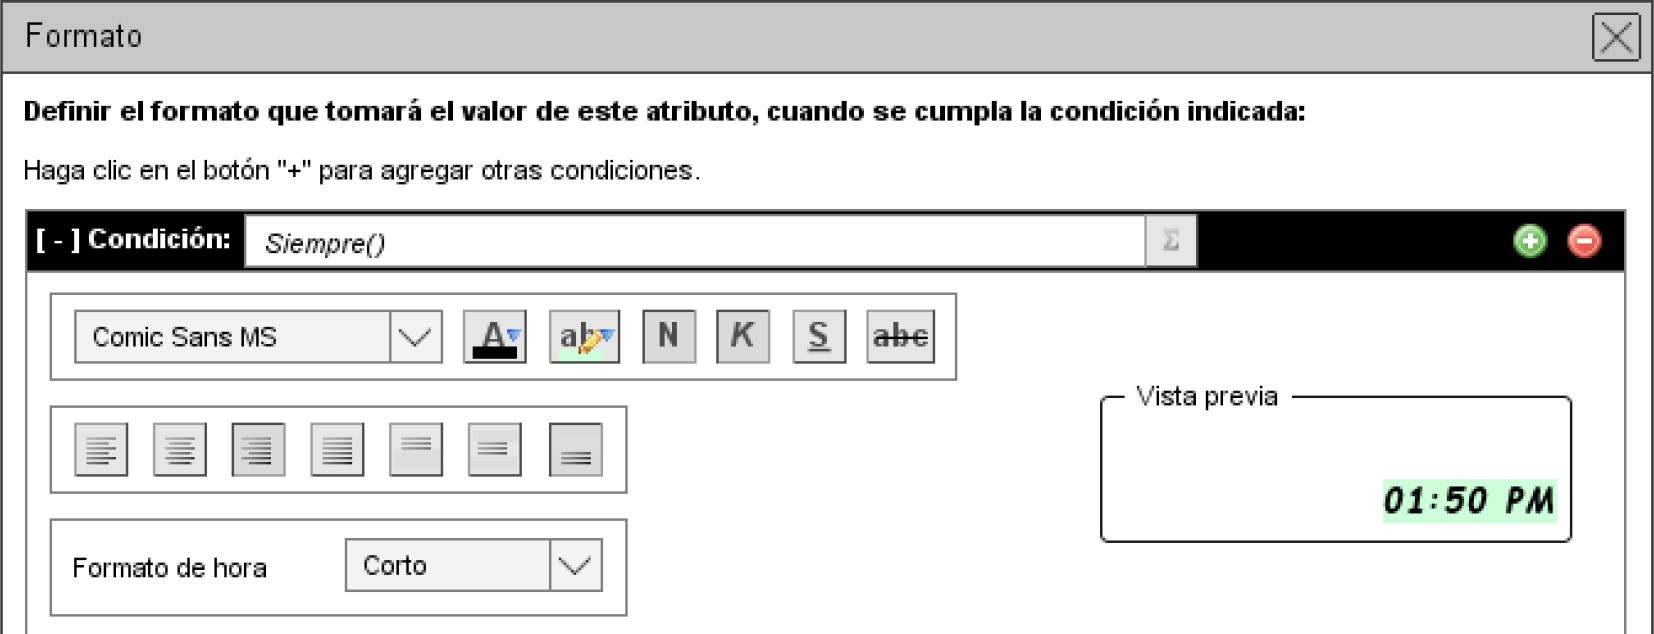 Formato
Definir el formato que tomará el valor de este atributo, cuando se cumpla la condición indicada:
Haga clic en el botón "+" para agregar otras condiciones.
[ - ] Condición: Siempre() Σ
Comic Sans MS A ab N K S abc
Vista previa
01:50 PM
Formato de hora Corto